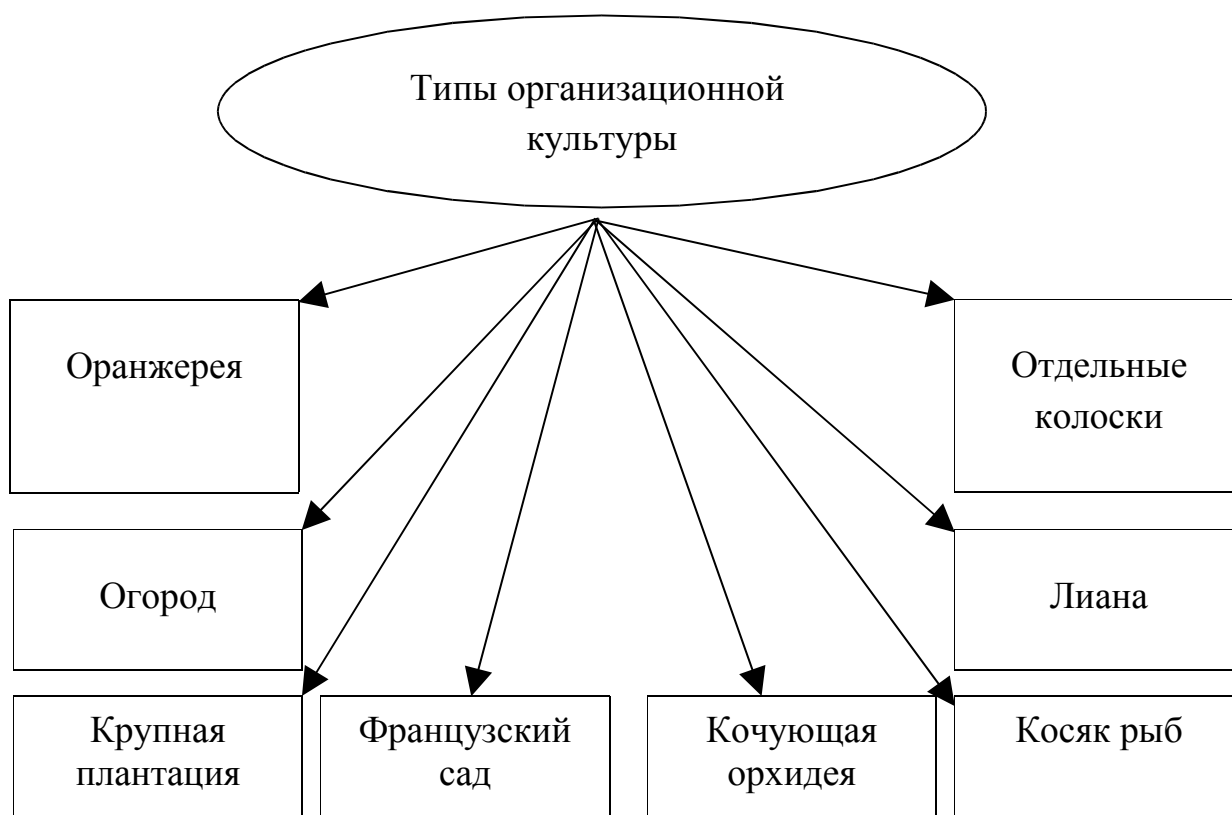 Типы организационной
культуры
Оранжерея
Отдельные
колоски
Огород
Лиана
Крупная
плантация
Французский
сад
Кочующая
орхидея
Косяк рыб